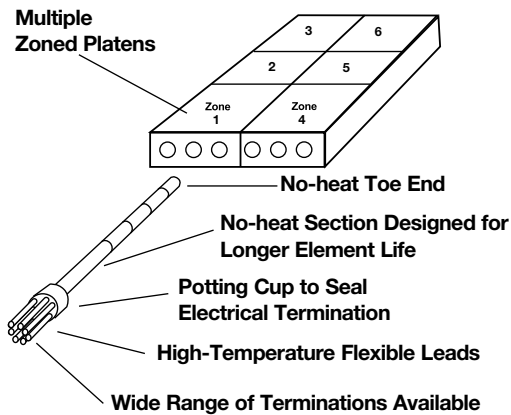 Multiple
Zoned Platens
3
6
2
5
Zone
1
Zone
4
No-heat Toe End
No-heat Section Designed for
Longer Element Life
Potting Cup to Seal
Electrical Termination
High-Temperature Flexible Leads
Wide Range of Terminations Available